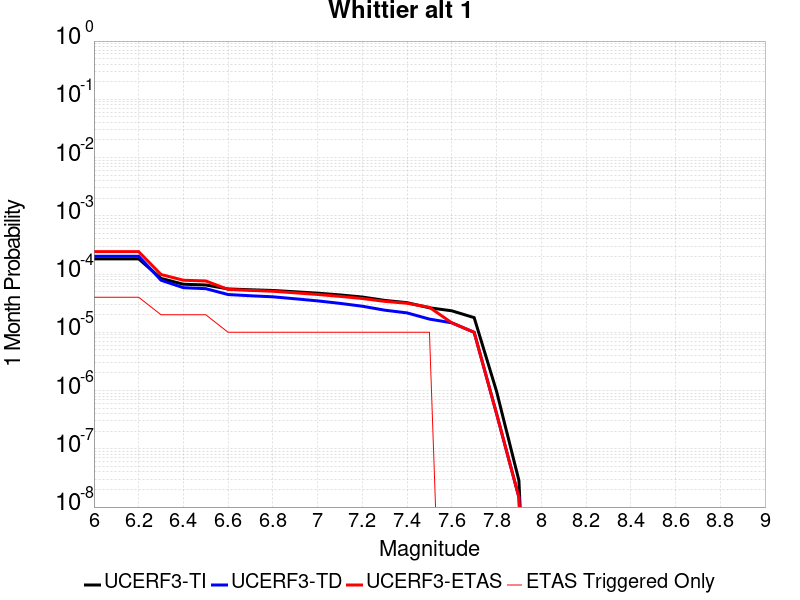 Whittier alt 1
10^0
10^-1
10^-2
10^-3
10^-4
10^-5
10^-6
10^-7
10^-8
1 Month Probability
6 6.2 6.4 6.6 6.8 7 7.2 7.4 7.6 7.8 8 8.2 8.4 8.6 8.8 9
Magnitude
UCERF3-TI UCERF3-TD UCERF3-ETAS ETAS Triggered Only